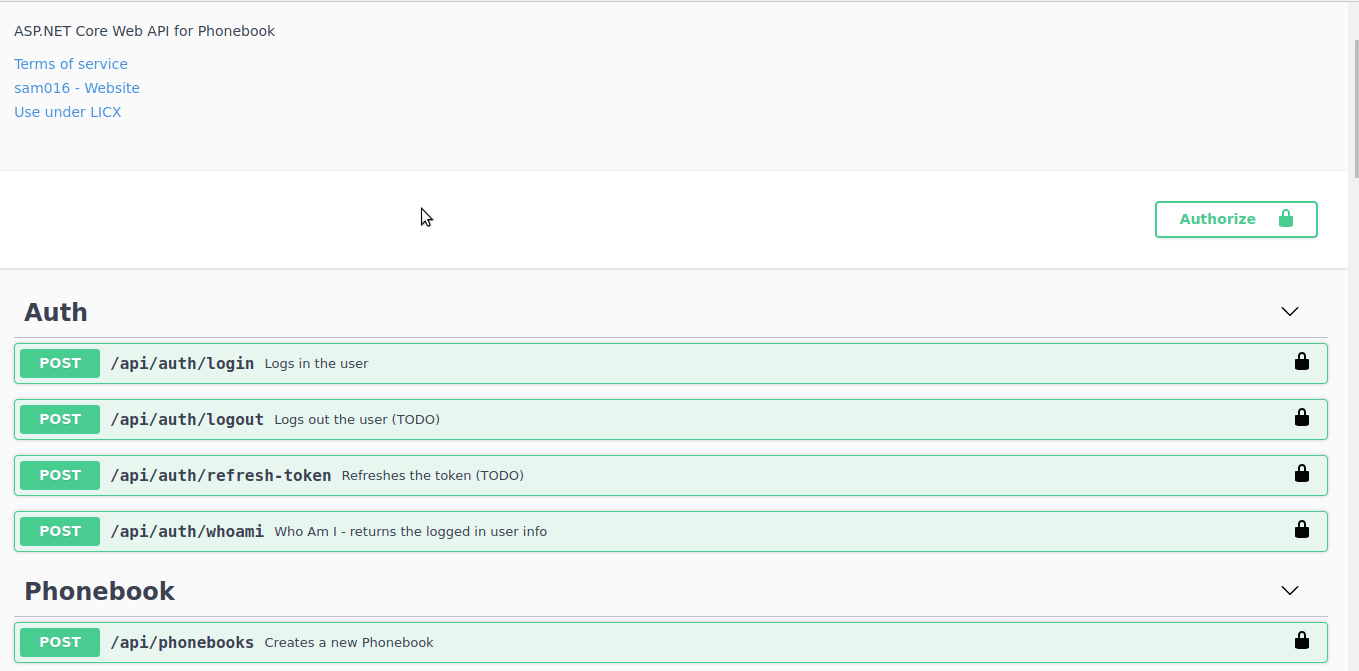 ASP.NET Core Web API for Phonebook
Terms of service
sam016 - Website
Use under LICX
Authorize
Auth
POST /api/auth/login Logs in the user
POST /api/auth/logout Logs out the user (TODO)
POST /api/auth/refresh-token Refreshes the token (TODO)
POST /api/auth/whoami Who Am I - returns the logged in user info
Phonebook
POST /api/phonebooks Creates a new Phonebook